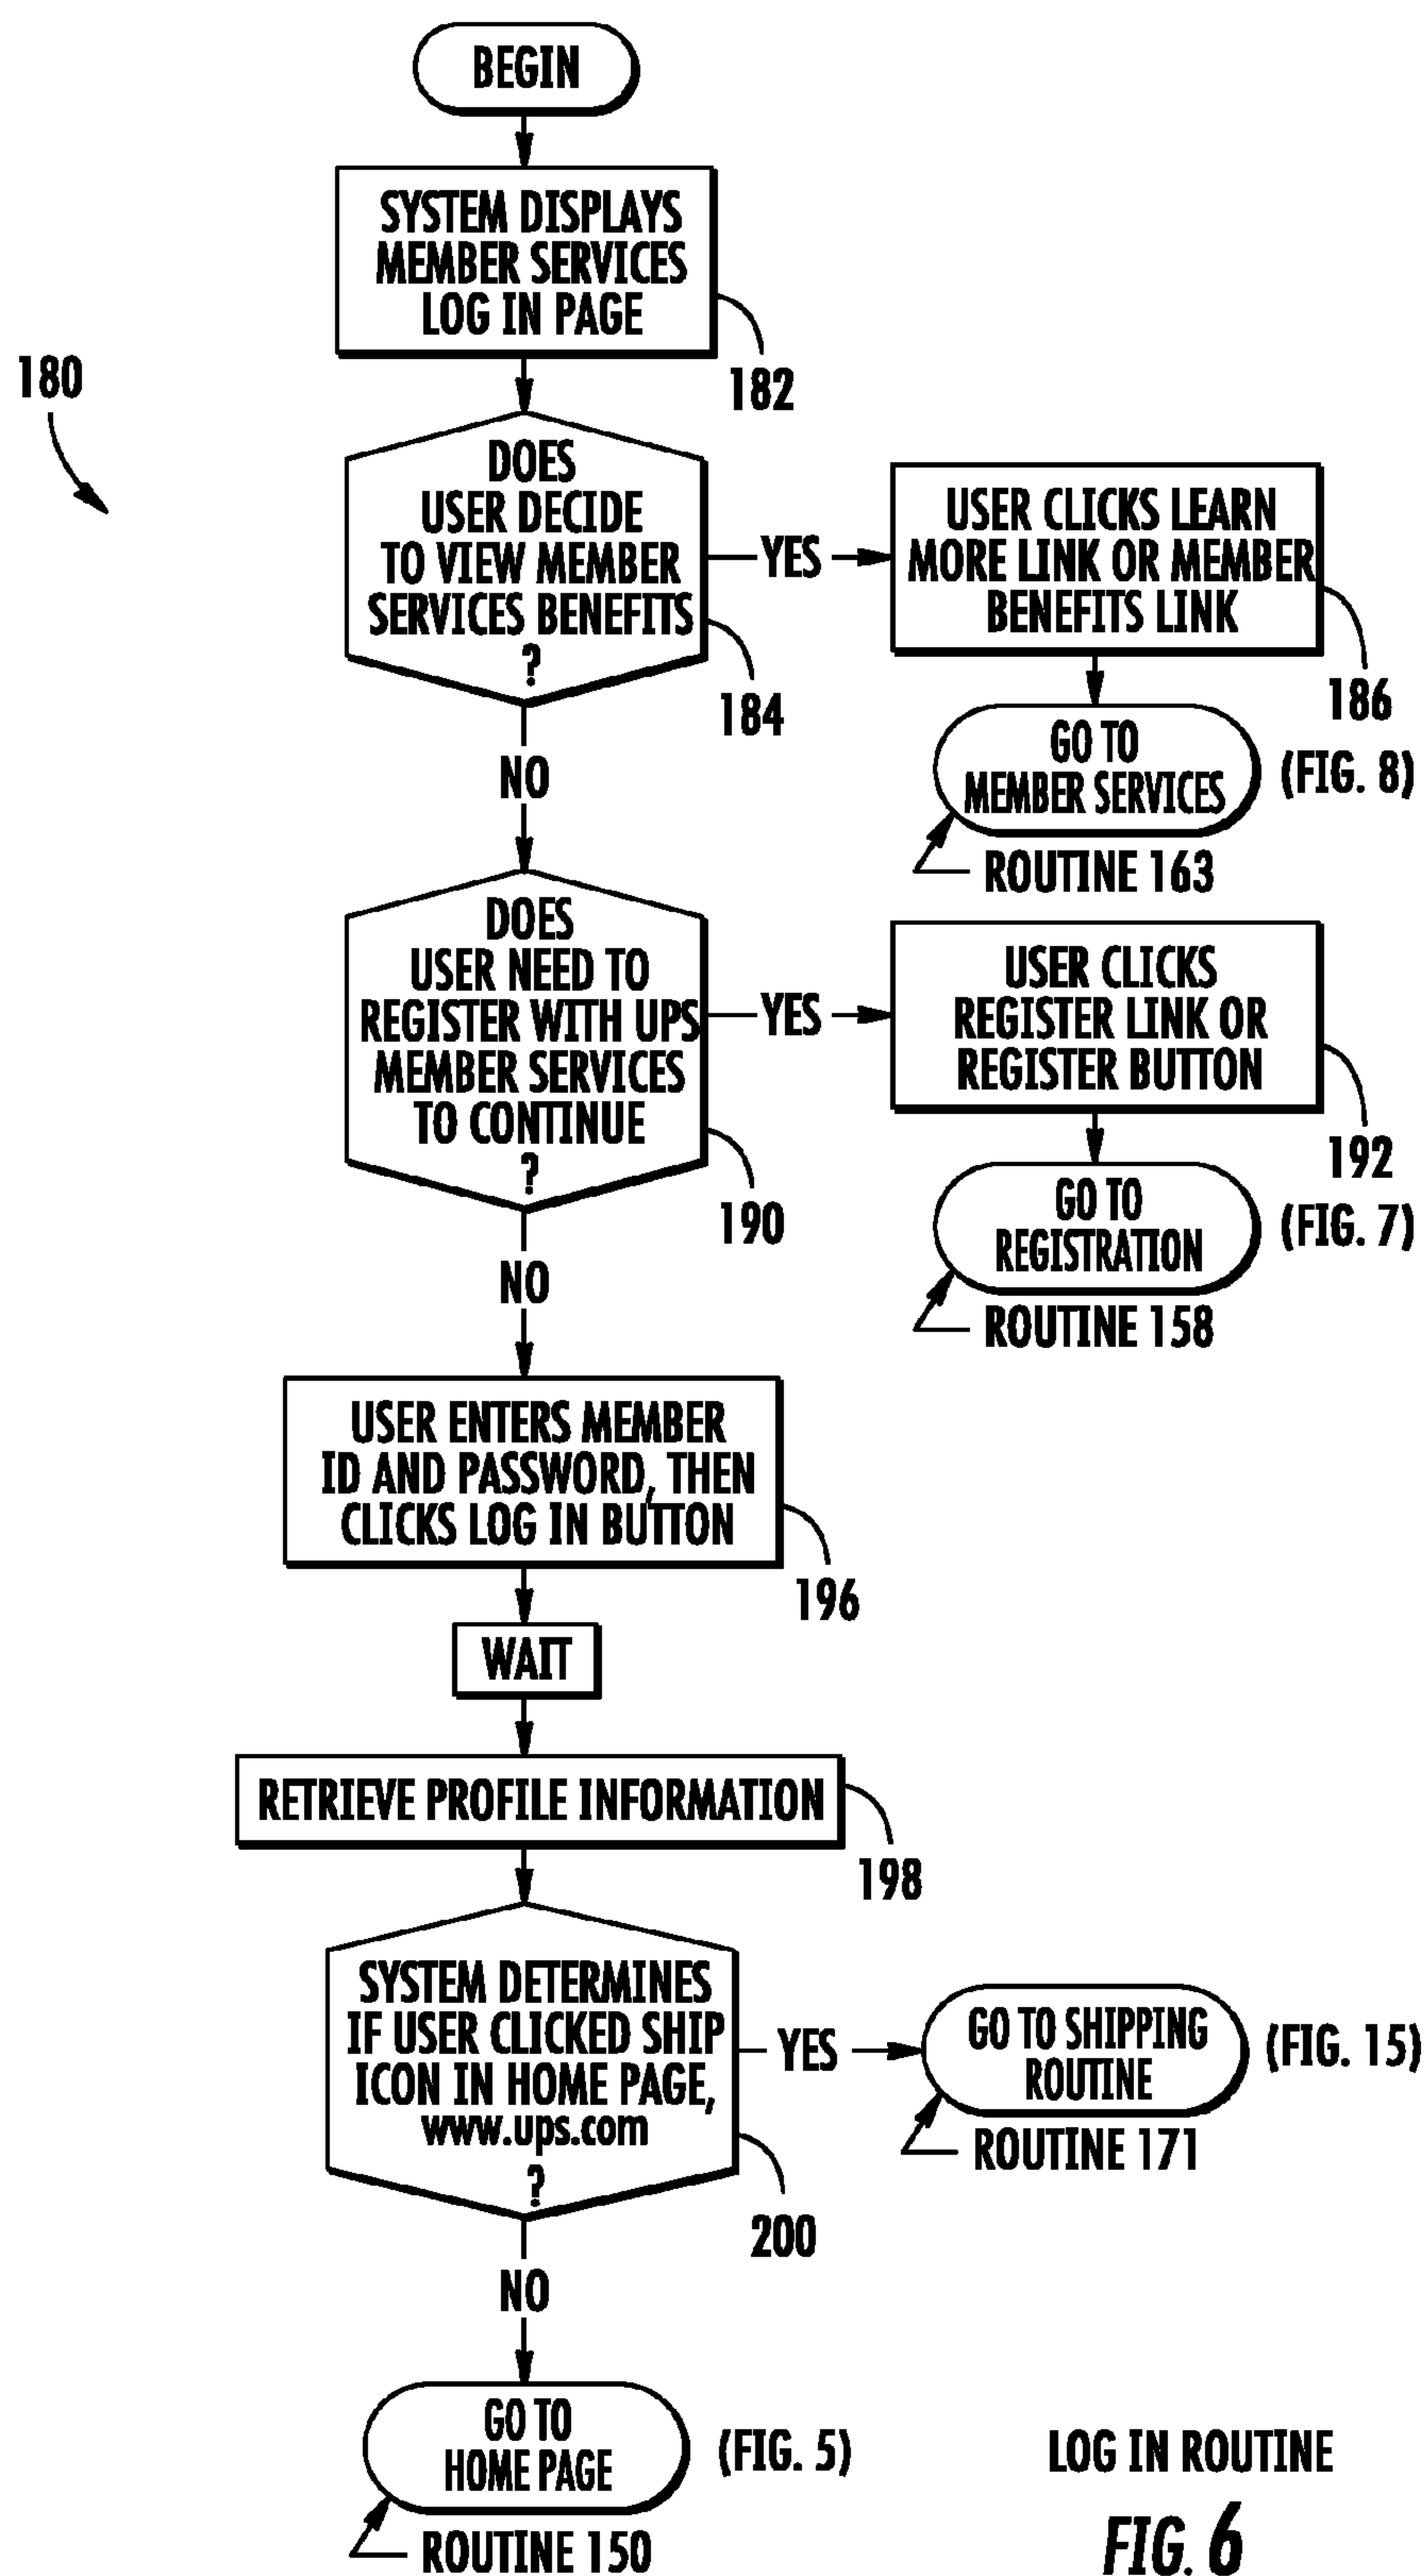 BEGIN
SYSTEM DISPLAYS
MEMBER SERVICES
LOG IN PAGE
182
180
DOES
USER DECIDE
TO VIEW MEMBER
SERVICES BENEFITS
?
184
YES
USER CLICKS LEARN
MORE LINK OR MEMBER
BENEFITS LINK
186
GO TO
MEMBER SERVICES
(FIG. 8)
ROUTINE 163
NO
DOES
USER NEED TO
REGISTER WITH UPS
MEMBER SERVICES
TO CONTINUE
?
190
YES
USER CLICKS
REGISTER LINK OR
REGISTER BUTTON
192
GO TO
REGISTRATION
(FIG. 7)
ROUTINE 158
NO
USER ENTERS MEMBER
ID AND PASSWORD, THEN
CLICKS LOG IN BUTTON
196
WAIT
RETRIEVE PROFILE INFORMATION
198
SYSTEM DETERMINES
IF USER CLICKED SHIP
ICON IN HOME PAGE,
www.ups.com
?
200
YES
GO TO SHIPPING
ROUTINE
(FIG. 15)
ROUTINE 171
NO
GO TO
HOME PAGE
(FIG. 5)
ROUTINE 150
LOG IN ROUTINE
FIG. 6